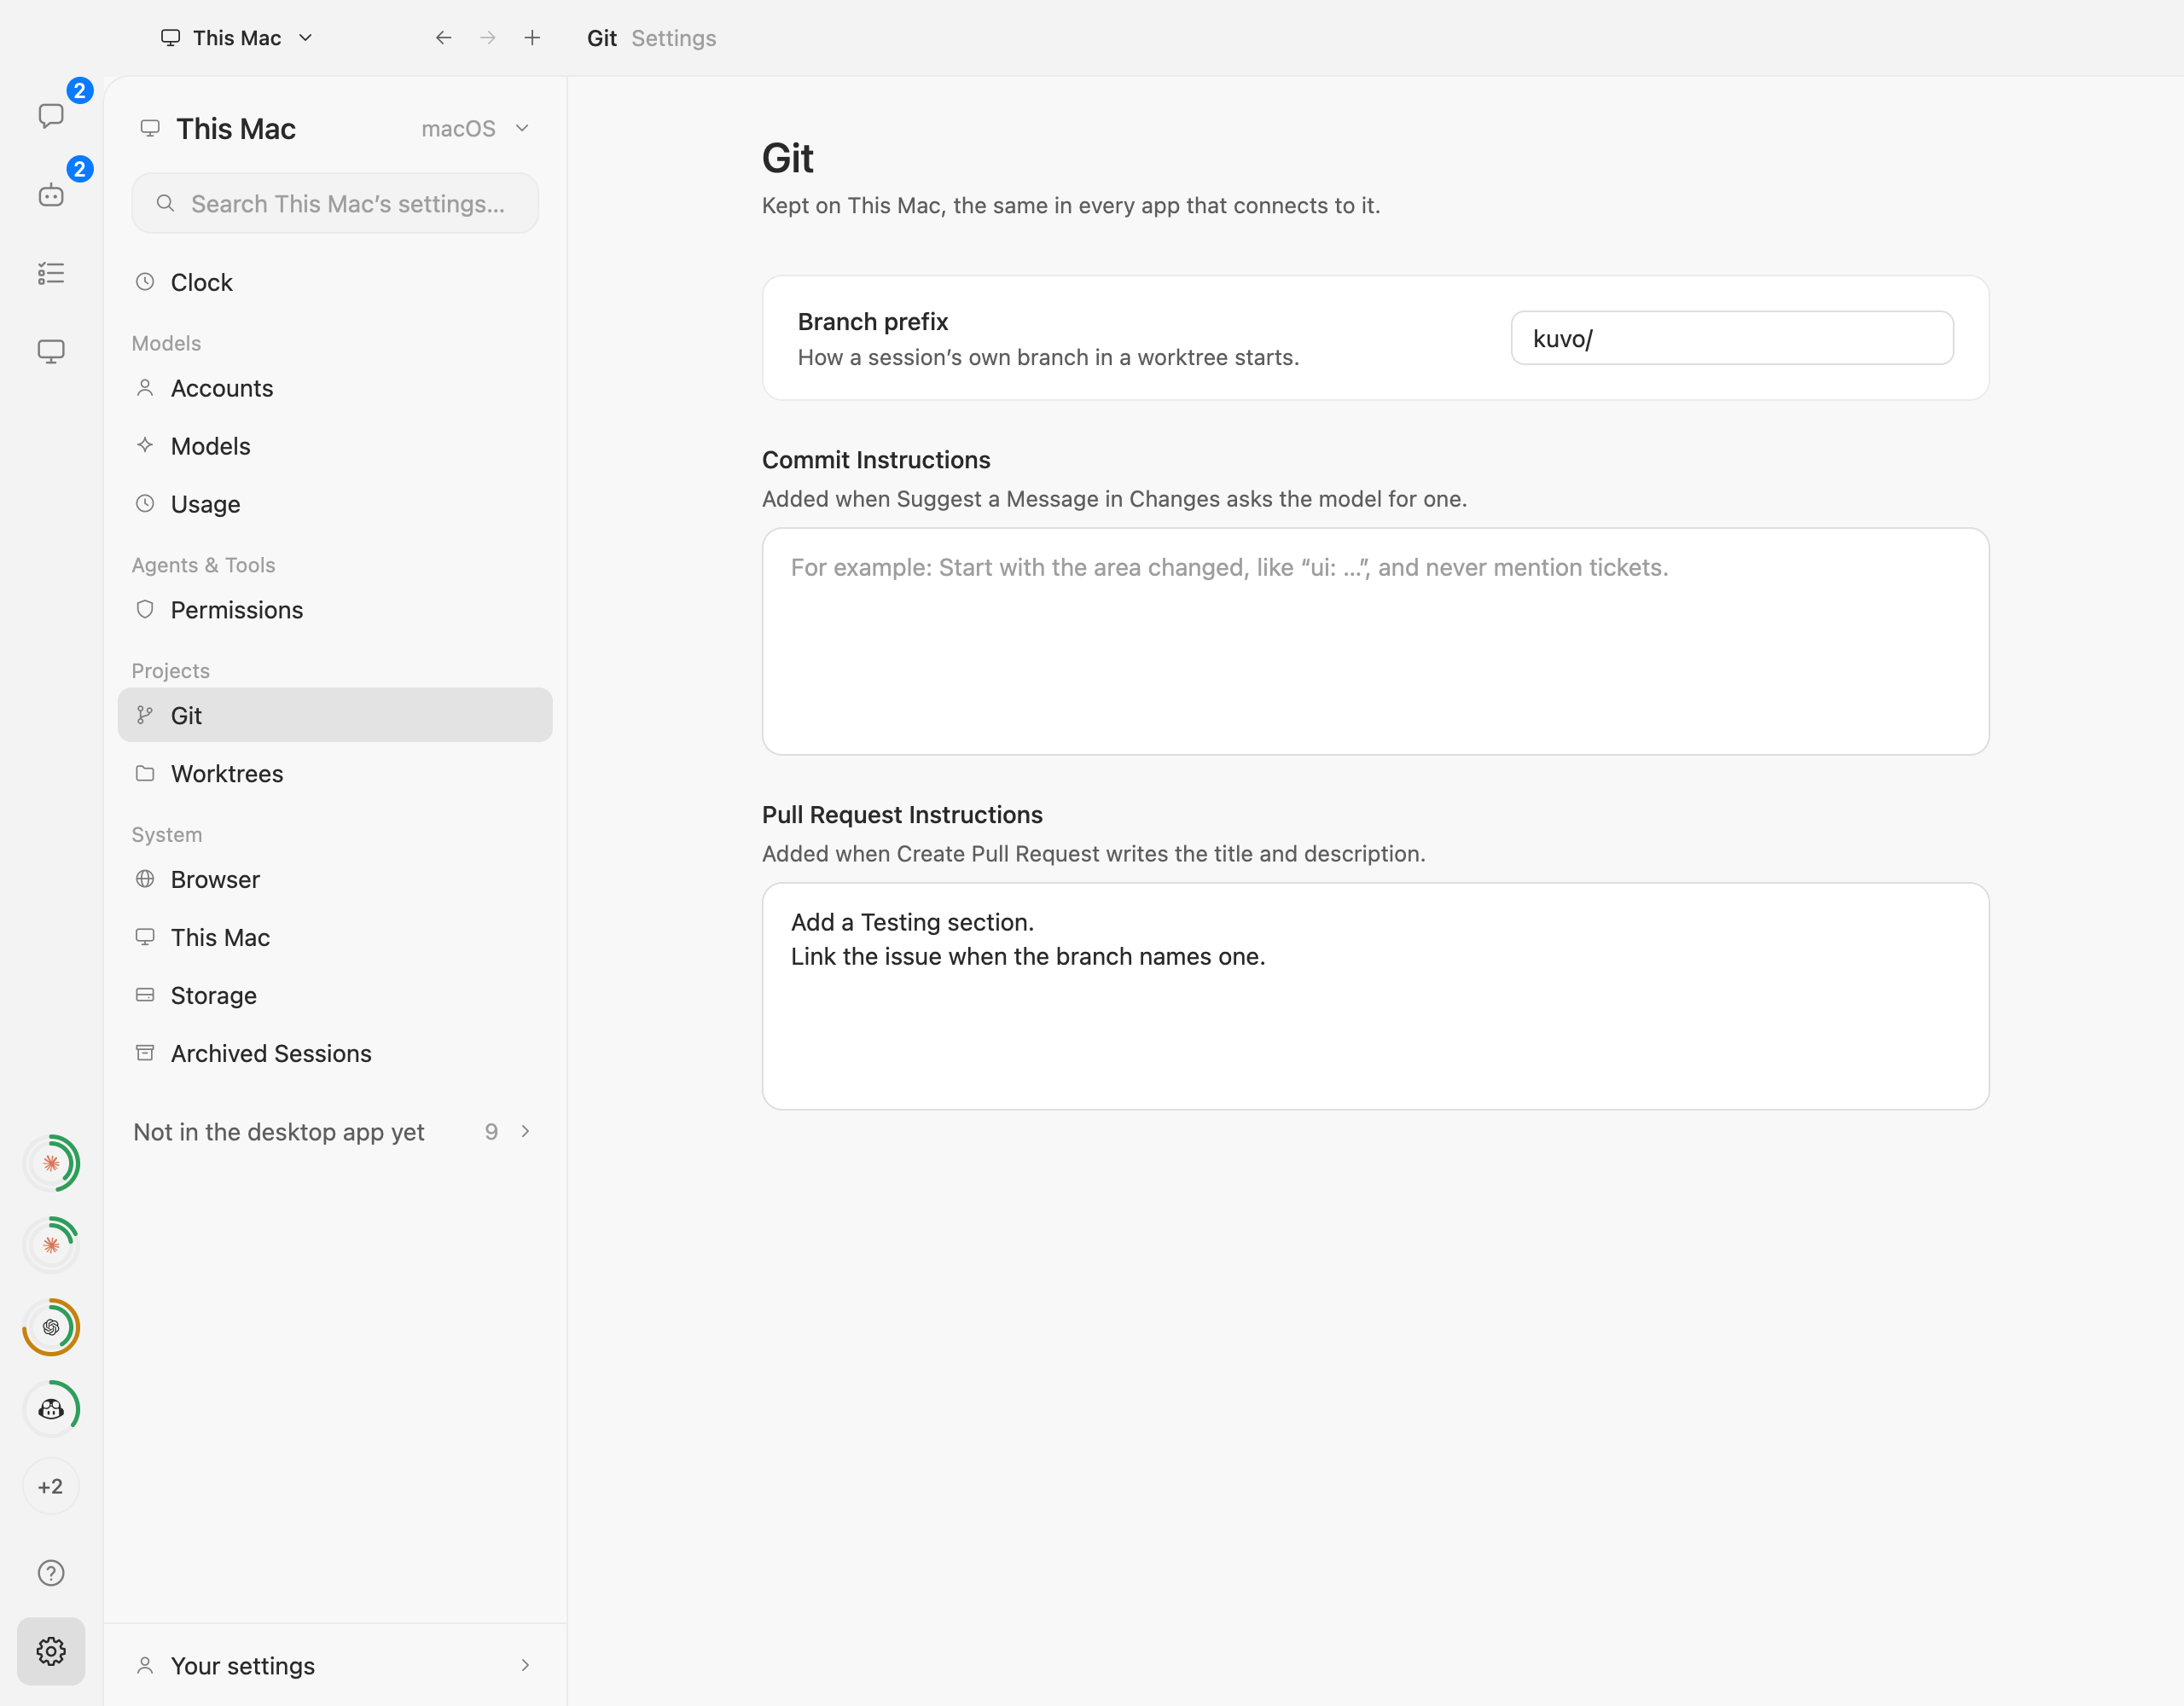 This Mac
Git Settings
2
2
This Mac
macOS
Search This Mac’s settings...
Clock
Models
Accounts
Models
Usage
Agents & Tools
Permissions
Projects
Git
Worktrees
System
Browser
This Mac
Storage
Archived Sessions
Not in the desktop app yet 9
+2
Your settings
Git
Kept on This Mac, the same in every app that connects to it.
Branch prefix
How a session’s own branch in a worktree starts.
kuvo/
Commit Instructions
Added when Suggest a Message in Changes asks the model for one.
For example: Start with the area changed, like “ui: …”, and never mention tickets.
Pull Request Instructions
Added when Create Pull Request writes the title and description.
Add a Testing section.
Link the issue when the branch names one.